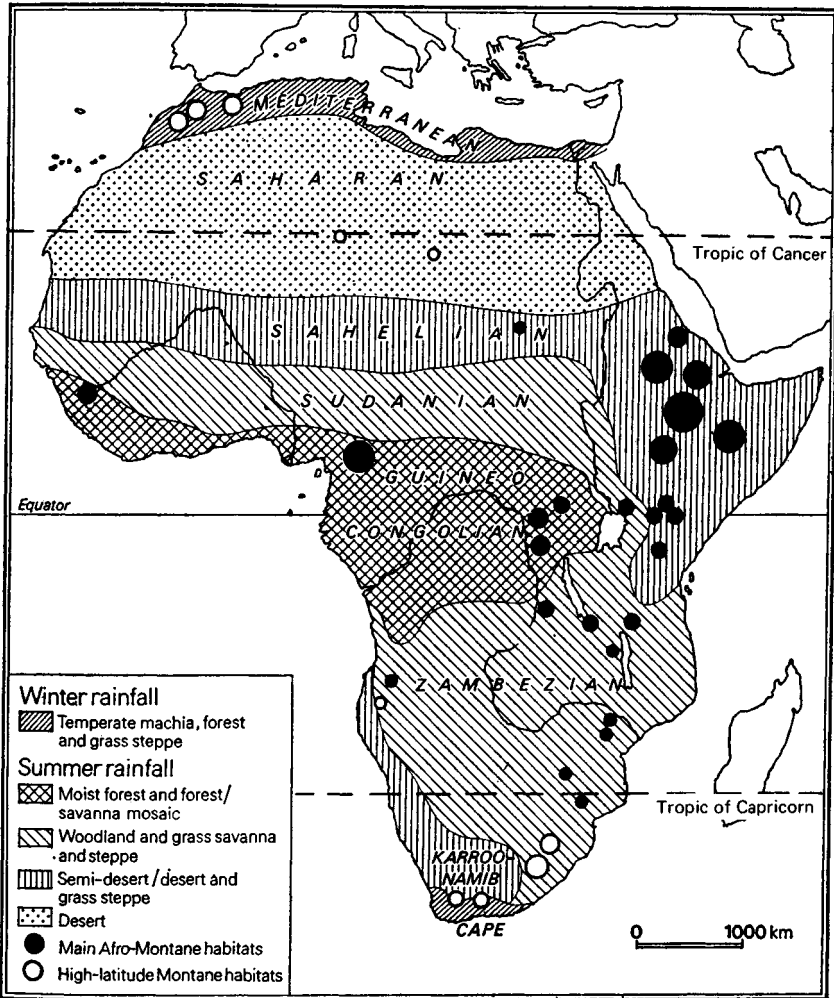 MEDITERRANEAN
SAHARAN
Tropic of Cancer
SAHELIAN
SUDANIAN
GUINEO
Equator
CONGOLIAN
ZAMBEZIAN
Tropic of Capricorn
KARROO-
NAMIB
CAPE
0 1000 km
Winter rainfall
Temperate machia, forest
and grass steppe
Summer rainfall
Moist forest and forest/
savanna mosaic
Woodland and grass savanna
and steppe
Semi-desert/desert and
grass steppe
Desert
Main Afro-Montane habitats
High-latitude Montane habitats